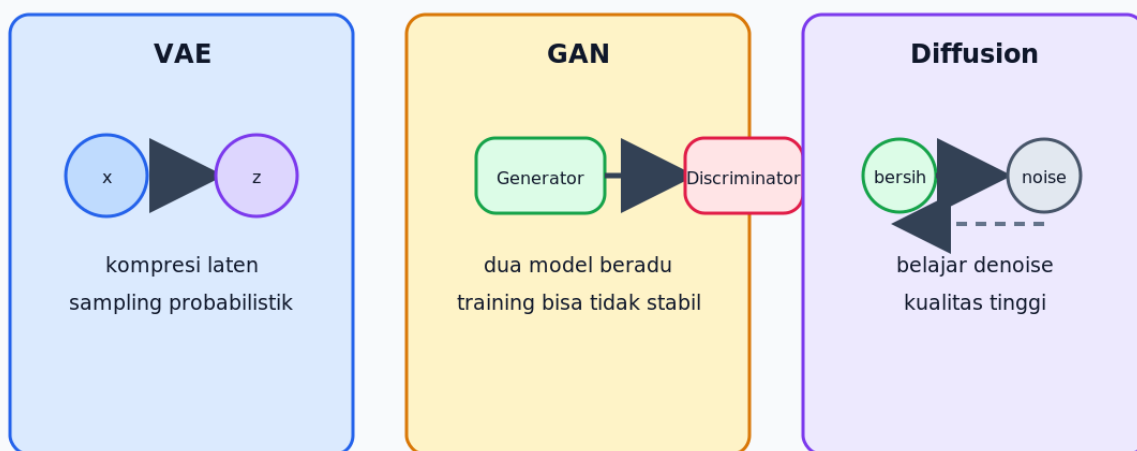 VAE
x
z
kompresi laten
sampling probabilistik
GAN
Generator
Discriminator
dua model beradu
training bisa tidak stabil
Diffusion
bersih
noise
belajar denoise
kualitas tinggi